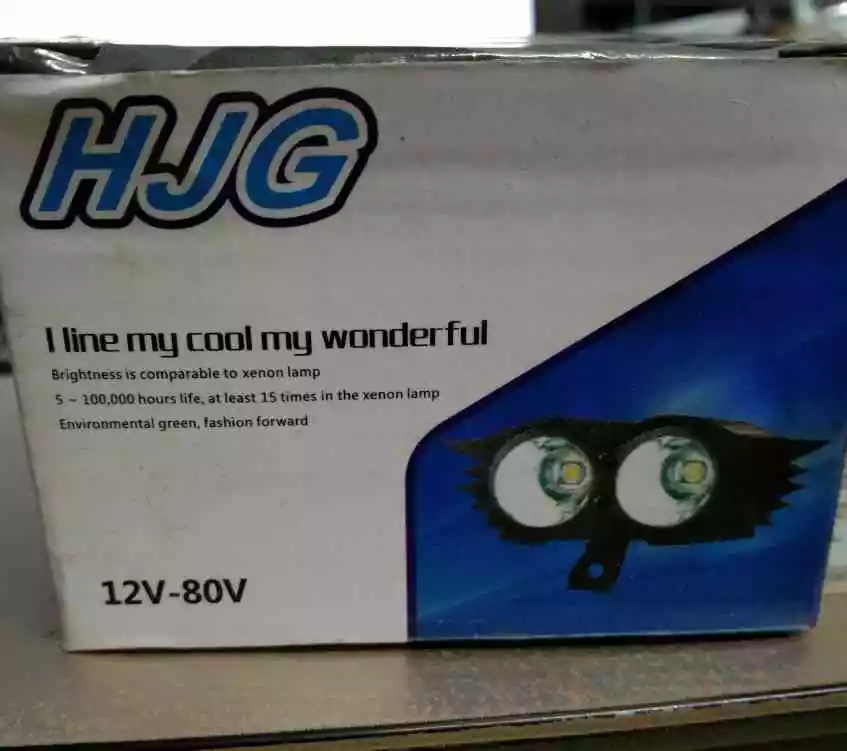 HJG
I line my cool my wonderful
Brightness is comparable to xenon lamp
5 ~ 100,000 hours life, at least 15 times in the xenon lamp
Environmental green, fashion forward
12V-80V